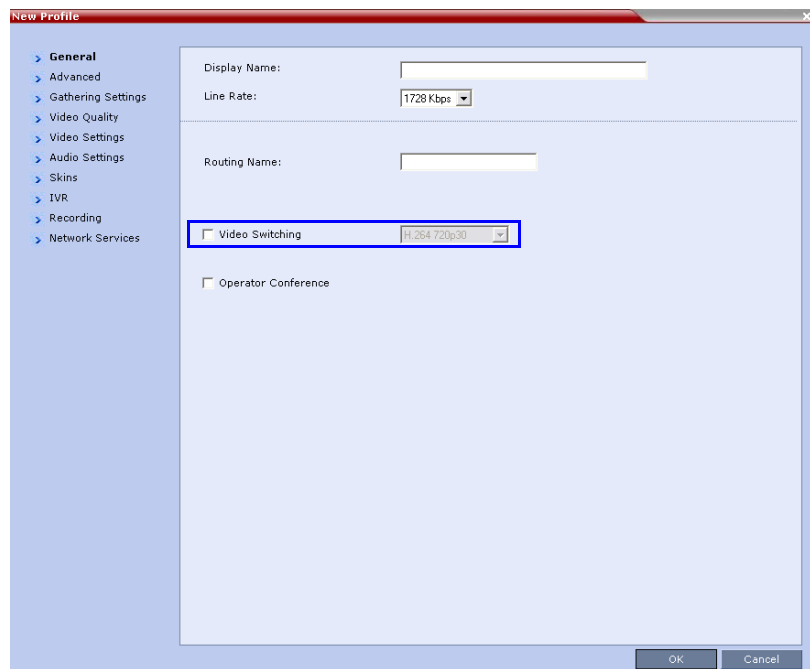 New Profile
General
Advanced
Gathering Settings
Video Quality
Video Settings
Audio Settings
Skins
IVR
Recording
Network Services
Display Name:
Line Rate:
1728 Kbps
Routing Name:
Video Switching
H.264 720p30
Operator Conference
OK
Cancel